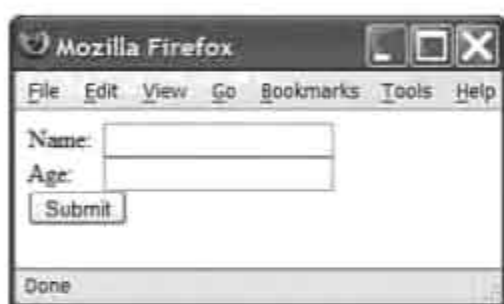 Mozilla Firefox
File Edit View Go Bookmarks Tools Help
Name:
Age:
Submit
Done